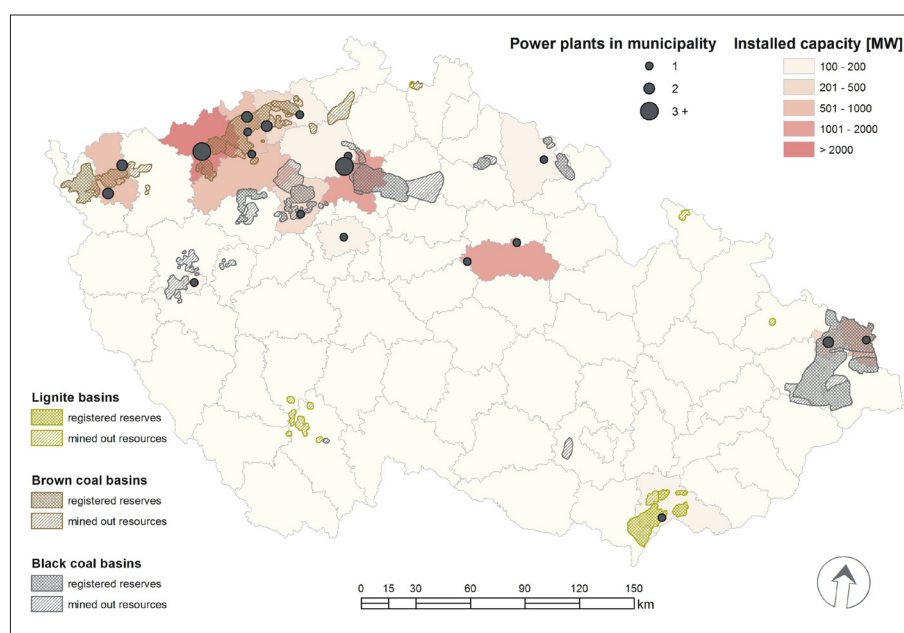 Power plants in municipality
1
2
3 +
Installed capacity [MW]
100 - 200
201 - 500
501 - 1000
1001 - 2000
> 2000
Lignite basins
registered reserves
mined out resources
Brown coal basins
registered reserves
mined out resources
Black coal basins
registered reserves
mined out resources
0 15 30 60 90 120 150
km